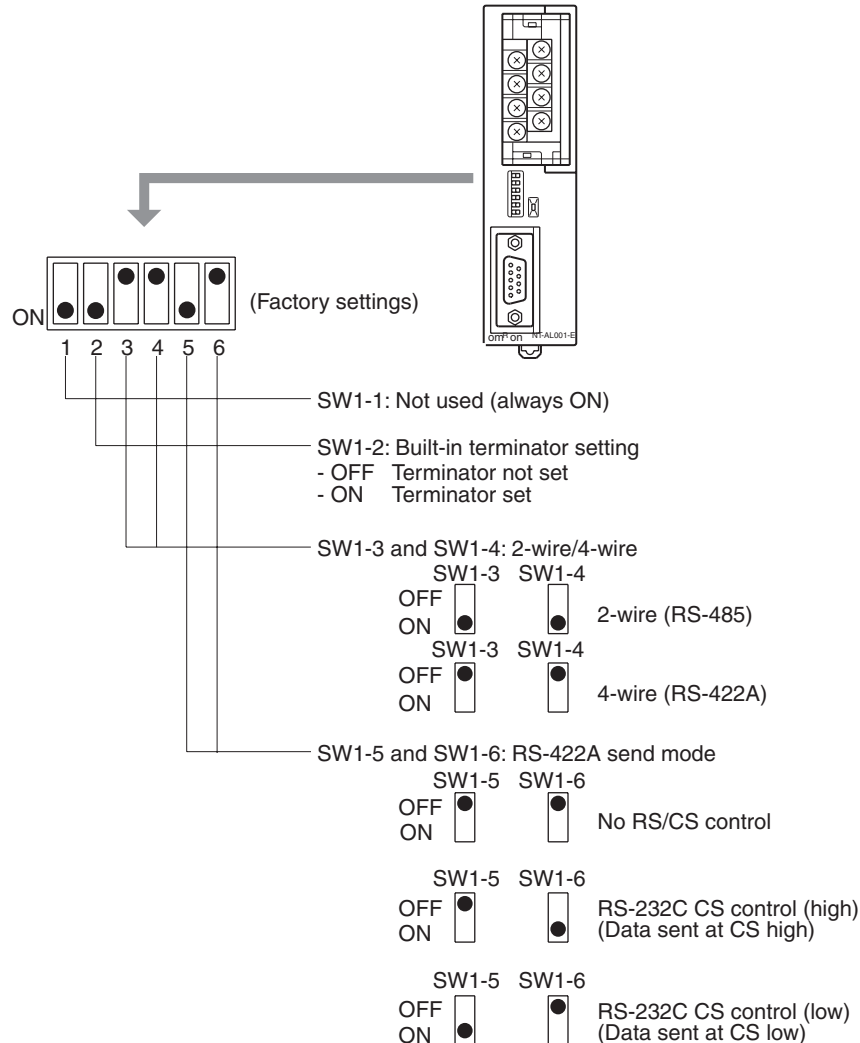 omR on NT-AL001-E
ON
(Factory settings)
1 2 3 4 5 6
SW1-1: Not used (always ON)
SW1-2: Built-in terminator setting
- OFF Terminator not set
- ON Terminator set
SW1-3 and SW1-4: 2-wire/4-wire
SW1-3 SW1-4
OFF
ON
2-wire (RS-485)
SW1-3 SW1-4
OFF
ON
4-wire (RS-422A)
SW1-5 and SW1-6: RS-422A send mode
SW1-5 SW1-6
OFF
ON
No RS/CS control
SW1-5 SW1-6
OFF
ON
RS-232C CS control (high)
(Data sent at CS high)
SW1-5 SW1-6
OFF
ON
RS-232C CS control (low)
(Data sent at CS low)